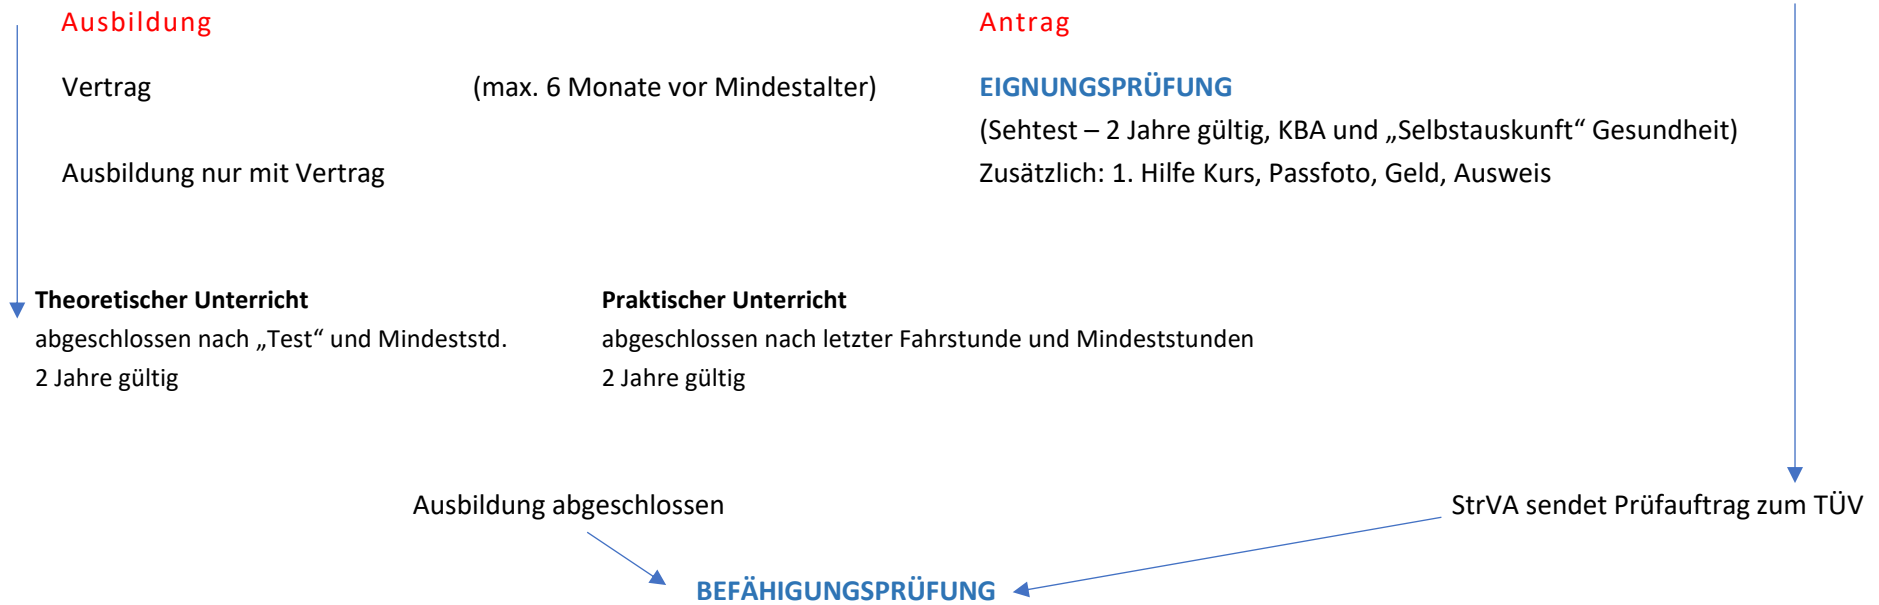 Ausbildung
Antrag
Vertrag (max. 6 Monate vor Mindestalter)
EIGNUNGSPRÜFUNG
(Sehtest – 2 Jahre gültig, KBA und „Selbstauskunft“ Gesundheit)
Ausbildung nur mit Vertrag
Zusätzlich: 1. Hilfe Kurs, Passfoto, Geld, Ausweis
Theoretischer Unterricht
abgeschlossen nach „Test“ und Mindeststd.
2 Jahre gültig
Praktischer Unterricht
abgeschlossen nach letzter Fahrstunde und Mindeststunden
2 Jahre gültig
Ausbildung abgeschlossen
StrVA sendet Prüfauftrag zum TÜV
BEFÄHIGUNGSPRÜFUNG